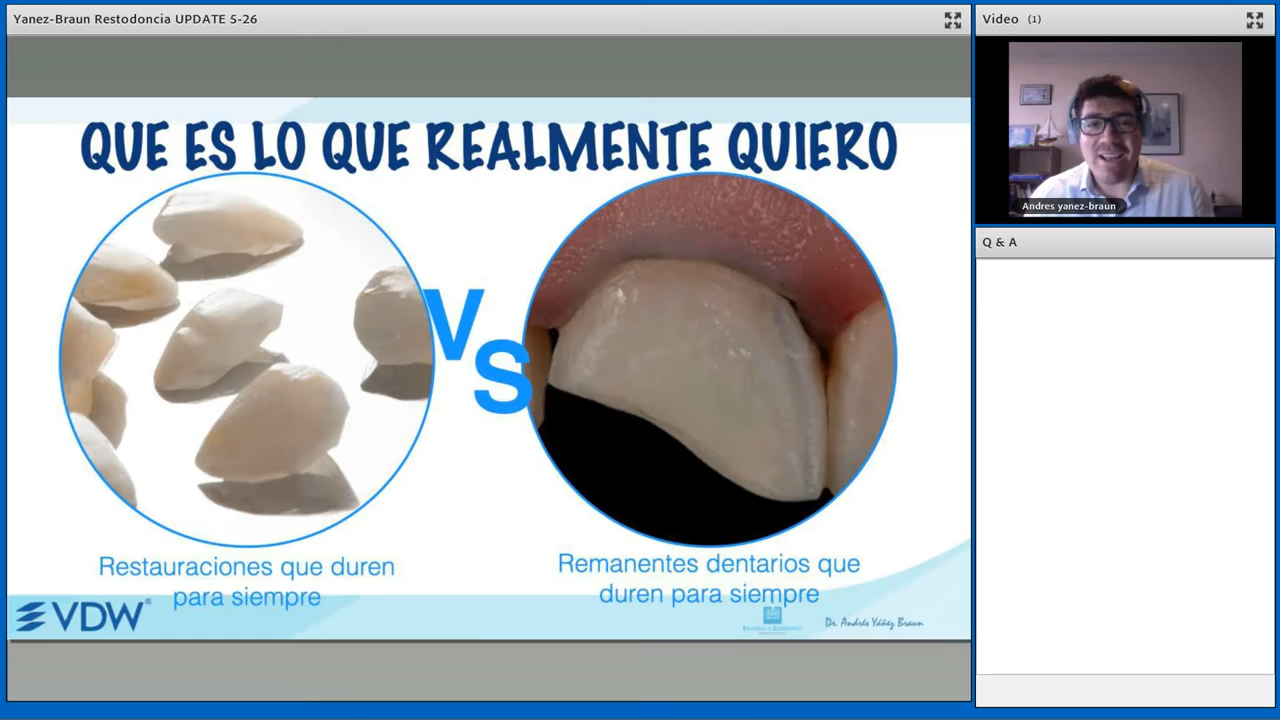 Yanez-Braun Restodoncia UPDATE 5-26
Video (1)
QUE ES LO QUE REALMENTE QUIERO
VS
Restauraciones que duren
para siempre
Remanentes dentarios que
duren para siempre
VDW®
Dr. Andrés Yáñez Braun
Andres yanez-braun
Q & A